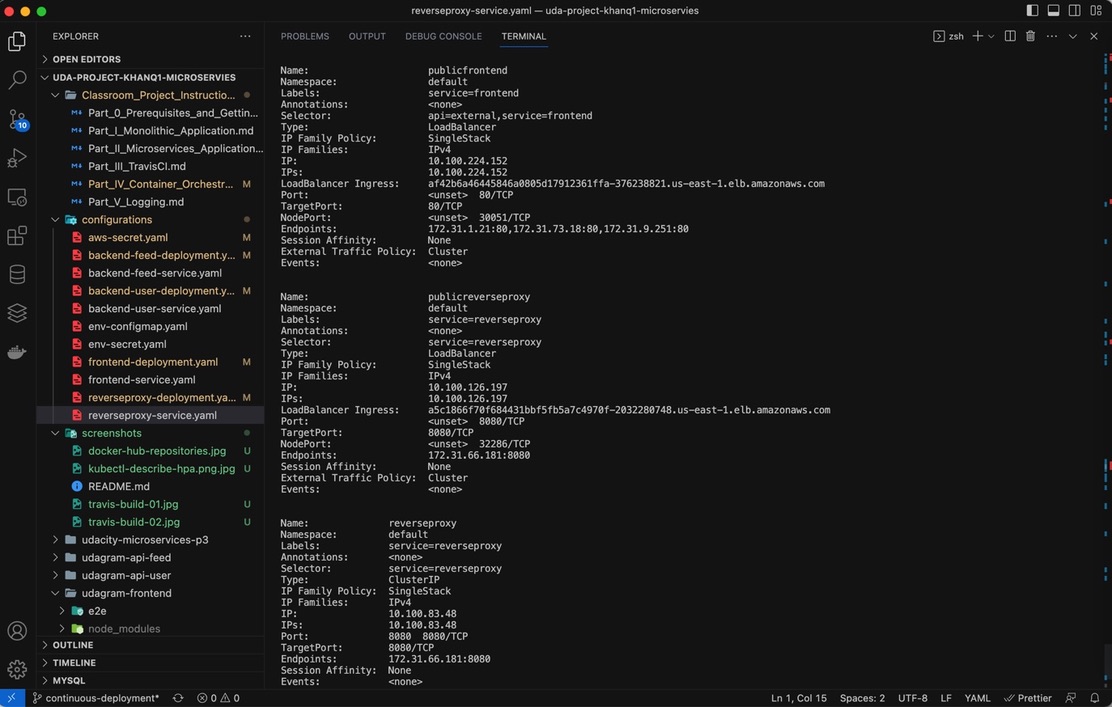 reverseproxy-service.yaml — uda-project-khanq1-microservies
EXPLORER
OPEN EDITORS
UDA-PROJECT-KHANQ1-MICROSERVIES
Classroom_Project_Instructio...
Part_0_Prerequisites_and_Gettin...
Part_I_Monolithic_Application.md
Part_II_Microservices_Application...
Part_III_TravisCI.md
Part_IV_Container_Orchestr... M
Part_V_Logging.md
configurations
aws-secret.yaml M
backend-feed-deployment.y... M
backend-feed-service.yaml
backend-user-deployment.y... M
backend-user-service.yaml
env-configmap.yaml
env-secret.yaml
frontend-deployment.yaml M
frontend-service.yaml
reverseproxy-deployment.ya... M
reverseproxy-service.yaml
screenshots
docker-hub-repositories.jpg U
kubectl-describe-hpa.png.jpg U
README.md
travis-build-01.jpg U
travis-build-02.jpg U
udacity-microservices-p3
udagram-api-feed
udagram-api-user
udagram-frontend
e2e
node_modules
OUTLINE
TIMELINE
MYSQL
10
PROBLEMS OUTPUT DEBUG CONSOLE TERMINAL
zsh
Name: publicfrontend
Namespace: default
Labels: service=frontend
Annotations: <none>
Selector: api=external,service=frontend
Type: LoadBalancer
IP Family Policy: SingleStack
IP Families: IPv4
IP: 10.100.224.152
IPs: 10.100.224.152
LoadBalancer Ingress: af42b6a46445846a0805d17912361ffa-376238821.us-east-1.elb.amazonaws.com
Port: <unset> 80/TCP
TargetPort: 80/TCP
NodePort: <unset> 30051/TCP
Endpoints: 172.31.1.21:80,172.31.73.18:80,172.31.9.251:80
Session Affinity: None
External Traffic Policy: Cluster
Events: <none>
Name: publicreverseproxy
Namespace: default
Labels: service=reverseproxy
Annotations: <none>
Selector: service=reverseproxy
Type: LoadBalancer
IP Family Policy: SingleStack
IP Families: IPv4
IP: 10.100.126.197
IPs: 10.100.126.197
LoadBalancer Ingress: a5c1866f70f684431bbf5fb5a7c4970f-2032280748.us-east-1.elb.amazonaws.com
Port: <unset> 8080/TCP
TargetPort: 8080/TCP
NodePort: <unset> 32286/TCP
Endpoints: 172.31.66.181:8080
Session Affinity: None
External Traffic Policy: Cluster
Events: <none>
Name: reverseproxy
Namespace: default
Labels: service=reverseproxy
Annotations: <none>
Selector: service=reverseproxy
Type: ClusterIP
IP Family Policy: SingleStack
IP Families: IPv4
IP: 10.100.83.48
IPs: 10.100.83.48
Port: 8080 8080/TCP
TargetPort: 8080/TCP
Endpoints: 172.31.66.181:8080
Session Affinity: None
Events: <none>
continuous-deployment* 0 0 Ln 1, Col 15 Spaces: 2 UTF-8 LF YAML Prettier